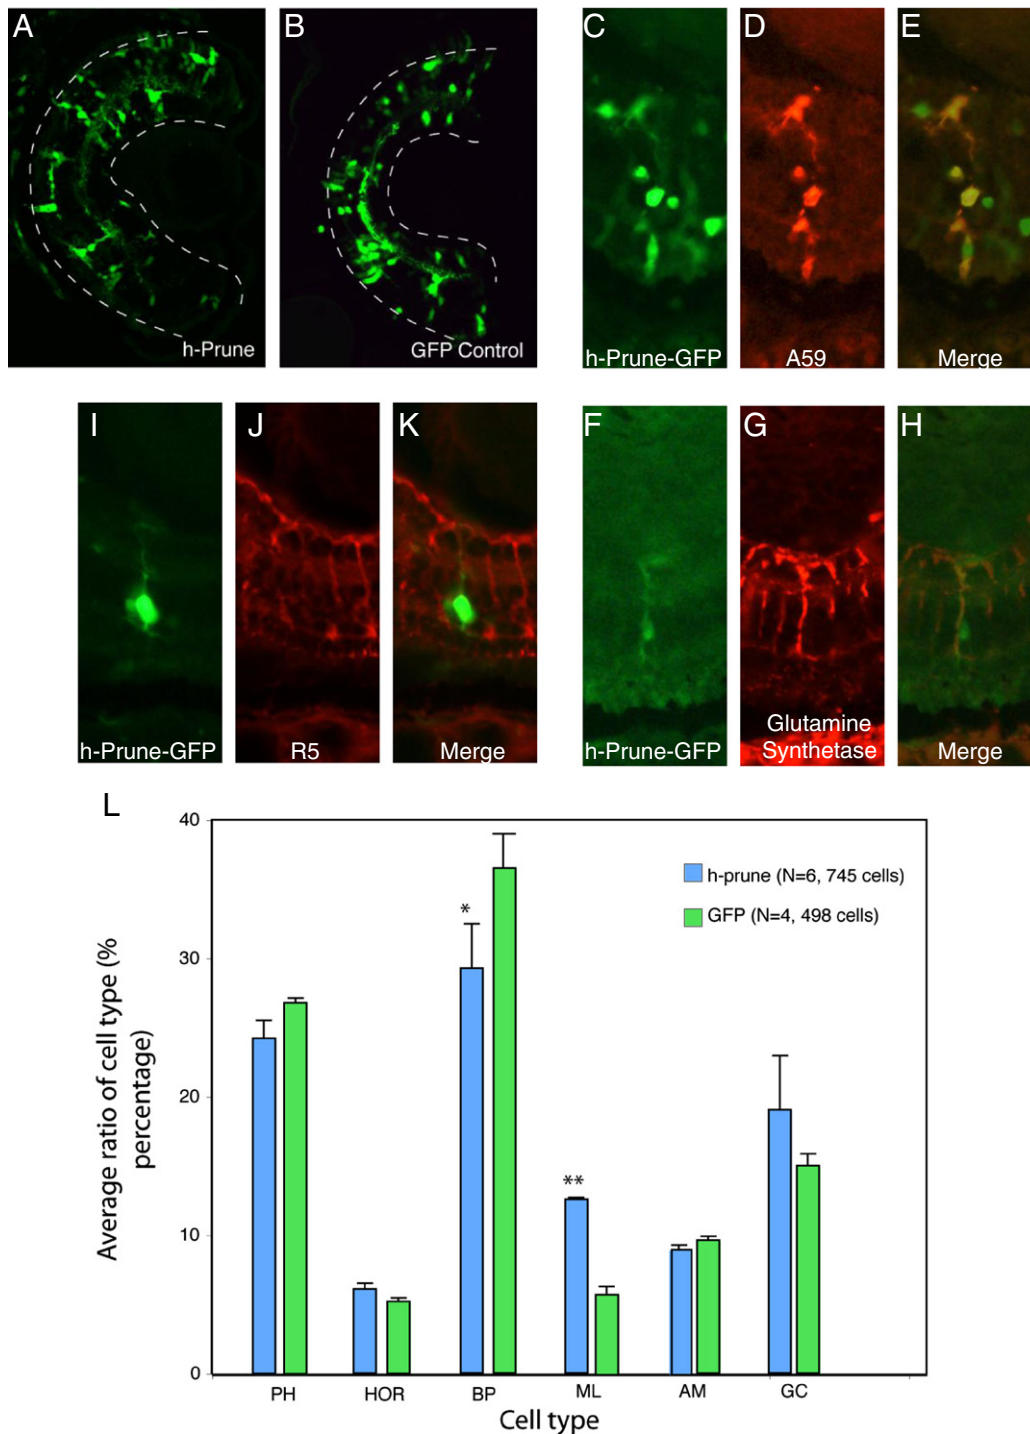 A
B
C
D
E
h-Prune
GFP Control
h-Prune-GFP
A59
Merge
I
J
K
F
G
H
h-Prune-GFP
R5
Merge
h-Prune-GFP
Glutamine
Synthetase
Merge
L
Average ratio of cell type (%
percentage)
40
30
20
10
0
h-prune (N=6, 745 cells)
GFP (N=4, 498 cells)
*
**
PH
HOR
BP
ML
AM
GC
Cell type